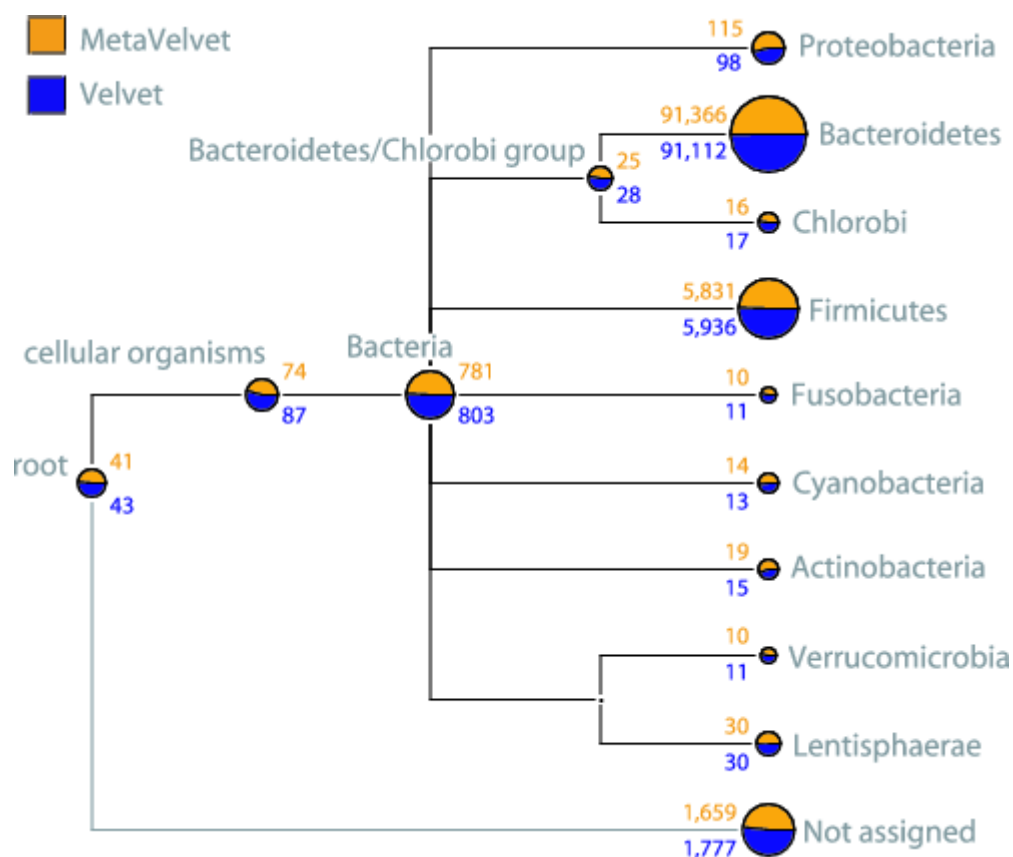 MetaVelvet
Velvet
115
98
Proteobacteria
91,366
91,112
Bacteroidetes
Bacteroidetes/Chlorobi group
25
28
16
17
Chlorobi
5,831
5,936
Firmicutes
cellular organisms
74
87
Bacteria
781
803
10
11
Fusobacteria
root
41
43
14
13
Cyanobacteria
19
15
Actinobacteria
10
11
Verrucomicrobia
30
30
Lentisphaerae
1,659
1,777
Not assigned